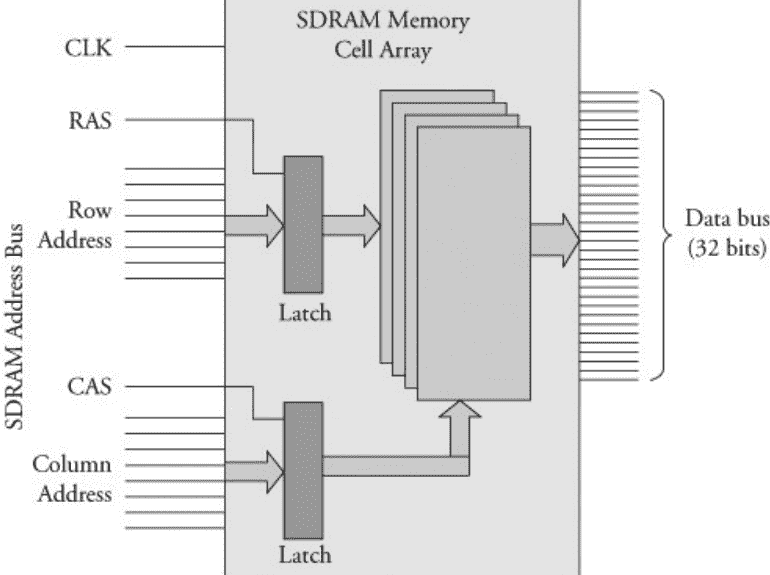 SDRAM Memory
Cell Array
CLK
RAS
Row
Address
Latch
Data bus
(32 bits)
SDRAM Address Bus
CAS
Column
Address
Latch